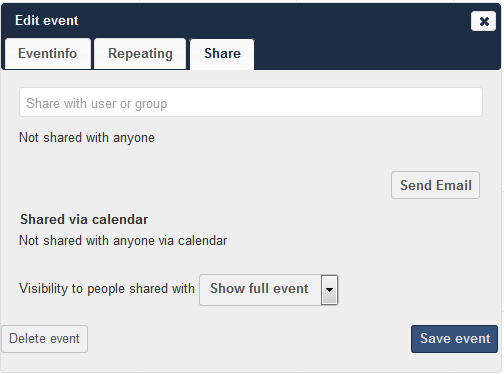 Edit event
Eventinfo Repeating Share
Share with user or group
Not shared with anyone
Send Email
Shared via calendar
Not shared with anyone via calendar
Visibility to people shared with Show full event
Delete event Save event